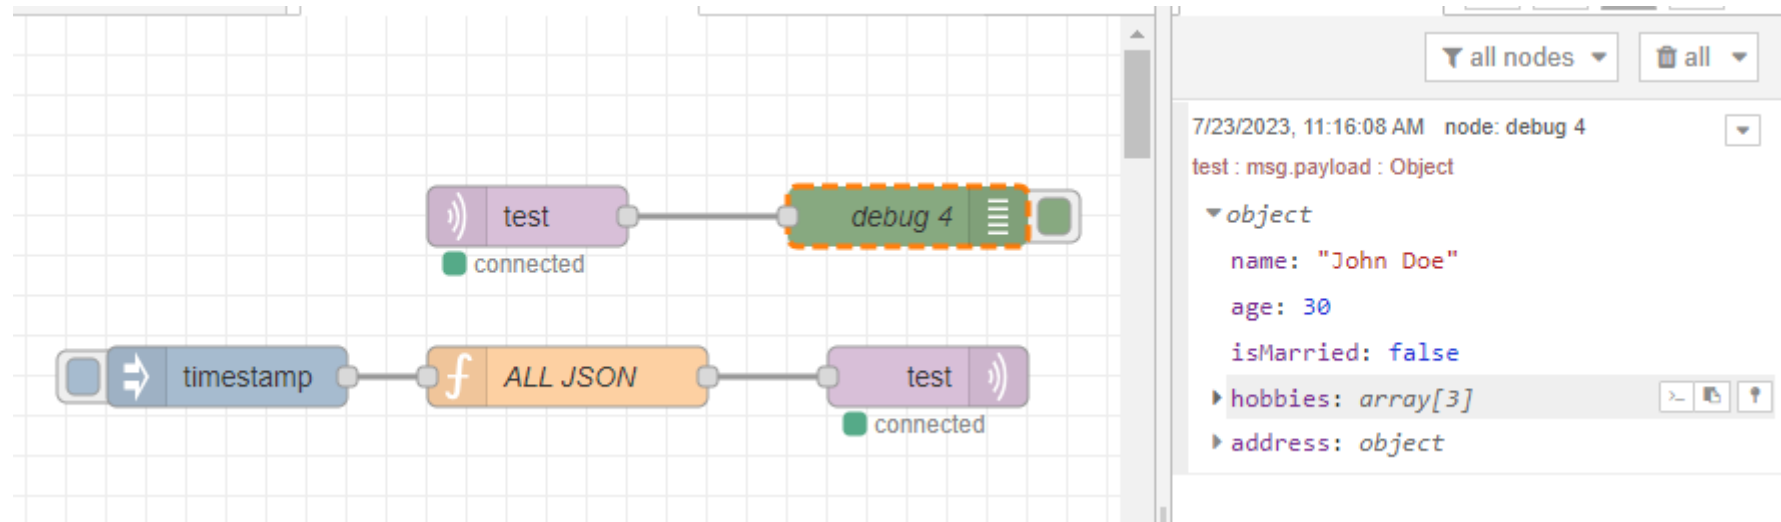 all nodes all
7/23/2023, 11:16:08 AM node: debug 4
test : msg.payload : Object
object
name: "John Doe"
age: 30
isMarried: false
hobbies: array[3]
address: object
test
debug 4
connected
timestamp
ALL JSON
test
connected